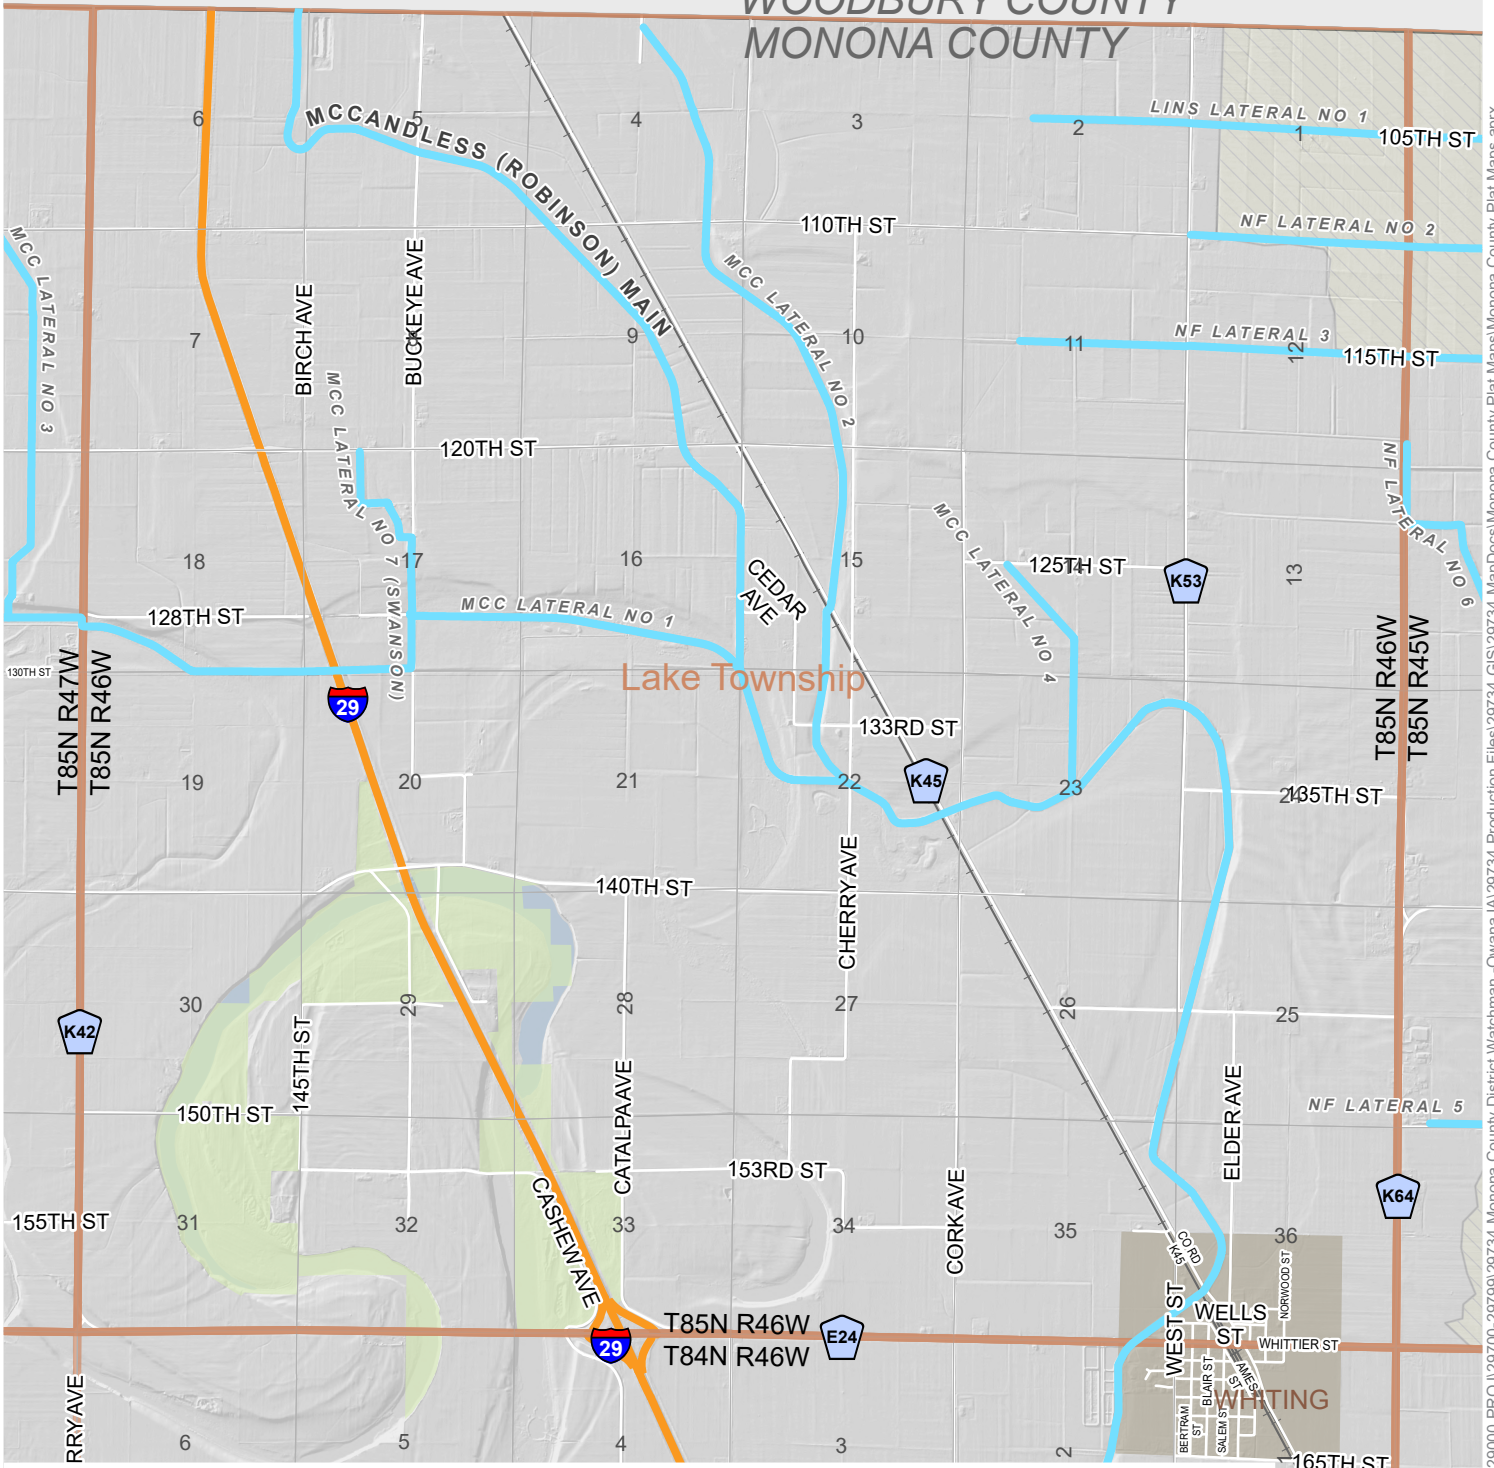 WOODBURY COUNTY
MONONA COUNTY
LINS LATERAL NO 1
6
5
4
3
2
1
105TH ST
MCCANDLESS (ROBINSON) MAIN
110TH ST
NF LATERAL NO 2
MCC LATERAL NO 3
BIRCH AVE
BUCKEYE AVE
MCC LATERAL NO 2
7
8
9
10
11
12
NF LATERAL 3
115TH ST
MCC LATERAL NO 7 (SWANSON)
120TH ST
NF LATERAL NO 6
MCC LATERAL NO 4
18
17
16
15
14
13
125TH ST
K53
CEDAR
AVE
128TH ST
MCC LATERAL NO 1
130TH ST
T85N R47W
T85N R46W
Lake Township
T85N R46W
T85N R45W
29
133RD ST
K45
19
20
21
22
23
24
135TH ST
140TH ST
CHERRY AVE
30
29
28
27
26
25
K42
145TH ST
150TH ST
CATALPA AVE
ELDER AVE
NF LATERAL 5
153RD ST
CASHEW AVE
CORK AVE
K64
155TH ST
31
32
33
34
35
36
CO RD
K45
NORWOOD ST
WEST ST
WELLS
ST
T85N R46W
T84N R46W
E24
29
WHITTIER ST
BLAIR ST
AMES
ST
WHITING
BERTRAM
ST
SALEM ST
RRY AVE
6
5
4
3
2
1
165TH ST